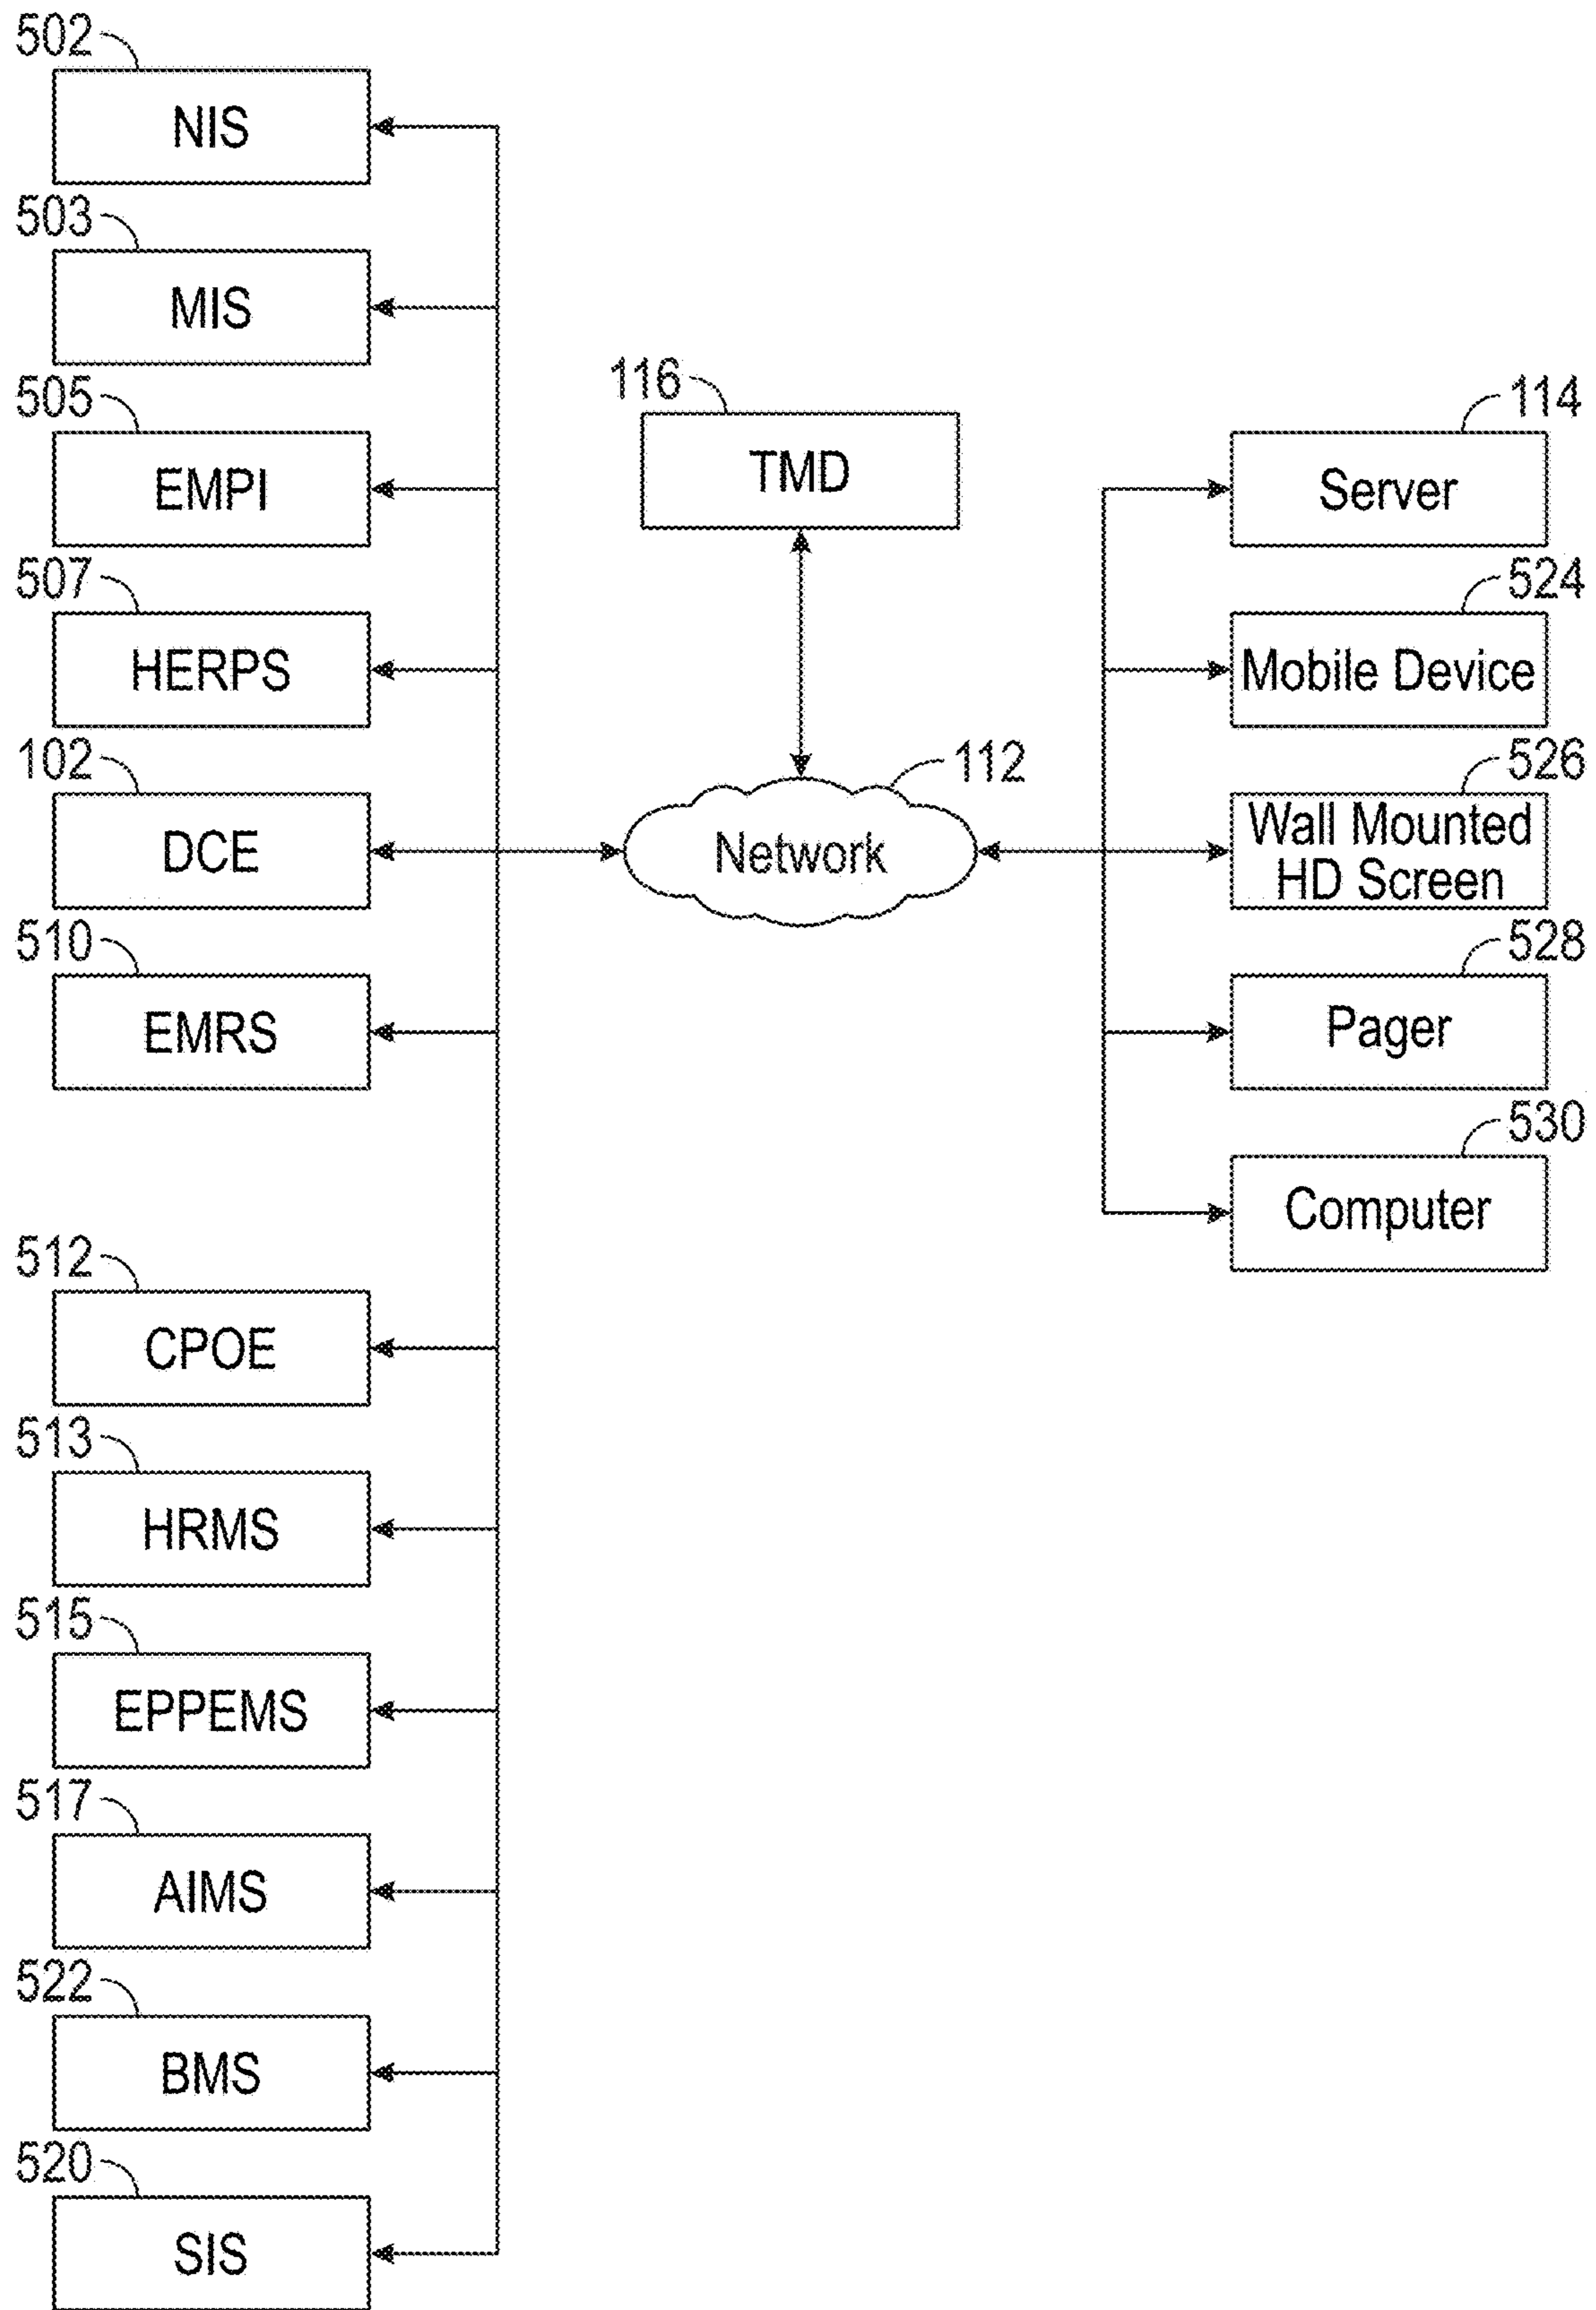 502
NIS
503
MIS
505
EMPI
507
HERPS
102
DCE
510
EMRS
512
CPOE
513
HRMS
515
EPPEMS
517
AIMS
522
BMS
520
SIS
116
TMD
112
Network
114
Server
524
Mobile Device
526
Wall Mounted
HD Screen
528
Pager
530
Computer